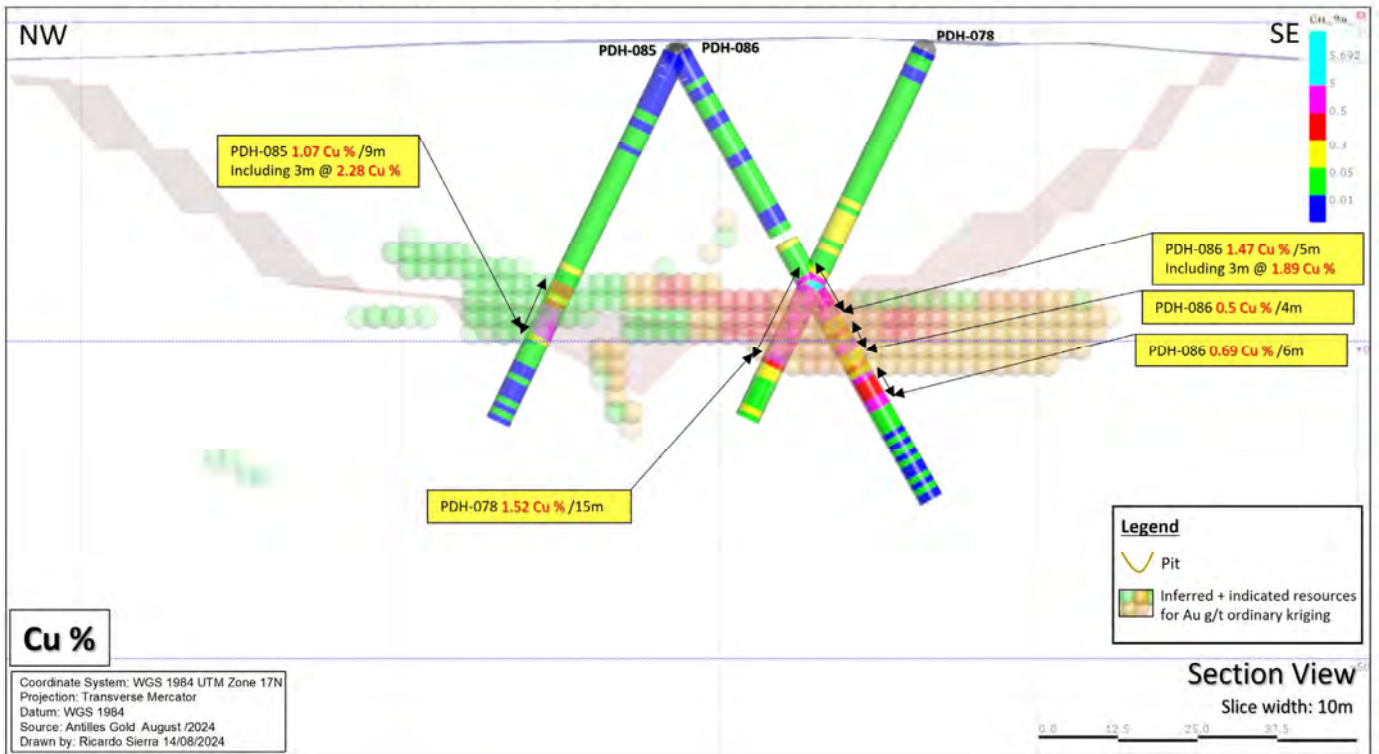 NW
PDH-085
PDH-086
PDH-078
SE
5.692
5
0.5
0.3
0.05
0.01
PDH-085 1.07 Cu % /9m
Including 3m @ 2.28 Cu %
PDH-086 1.47 Cu % /5m
Including 3m @ 1.89 Cu %
PDH-086 0.5 Cu % /4m
+0
PDH-086 0.69 Cu % /6m
PDH-078 1.52 Cu % /15m
Legend
Pit
Inferred + indicated resources
for Au g/t ordinary kriging
Cu %
Coordinate System: WGS 1984 UTM Zone 17N
Projection: Transverse Mercator
Datum: WGS 1984
Source: Antilles Gold August /2024
Drawn by: Ricardo Sierra 14/08/2024
Section View
Slice width: 10m
0.0 12.5 25.0 37.5